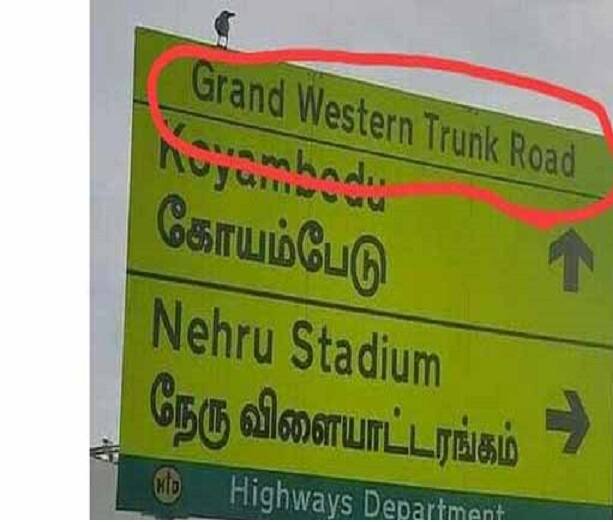 Grand Western Trunk Road
Koyambedu
கோயம்பேடு
Nehru Stadium
நேரு விளையாட்டரங்கம்
Highways Department